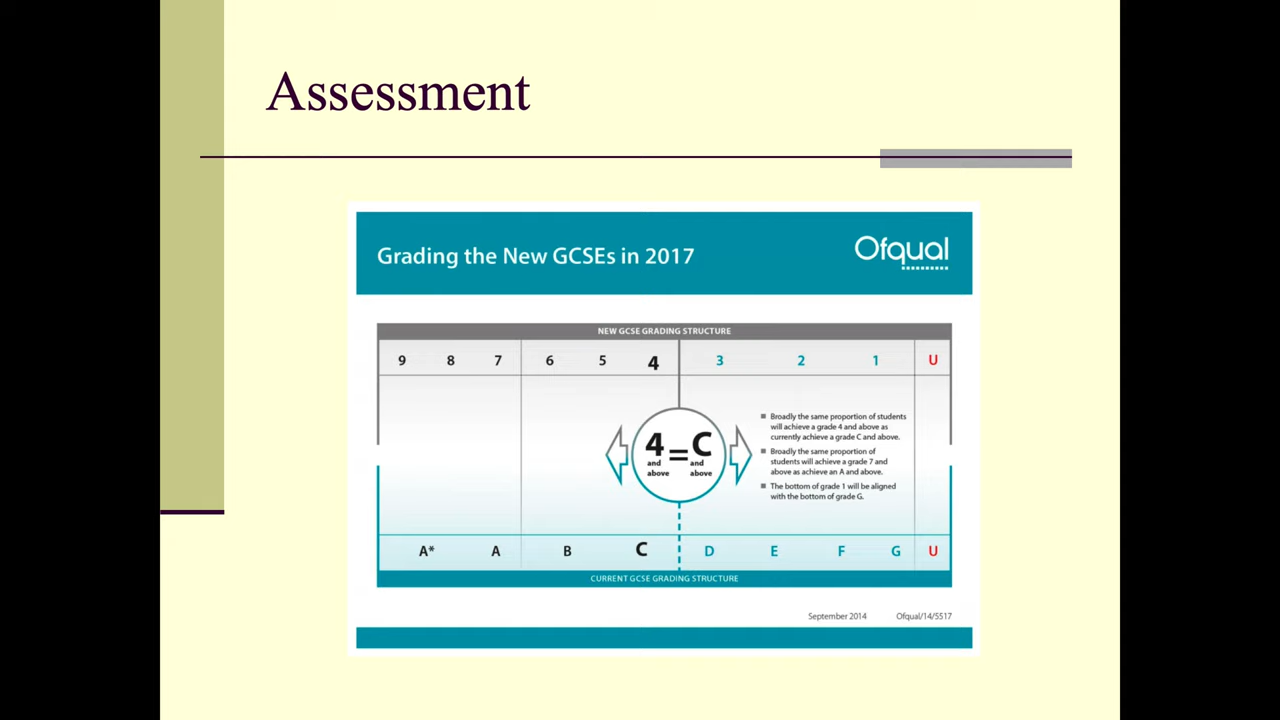 Assessment
Grading the New GCSEs in 2017
Ofqual
NEW GCSE GRADING STRUCTURE
9 8 7 6 5 4 3 2 1 U
4 = C
and above and above
■ Broadly the same proportion of students
will achieve a grade 4 and above as
currently achieve a grade C and above.
■ Broadly the same proportion of
students will achieve a grade 7 and
above as achieve an A and above.
■ The bottom of grade 1 will be aligned
with the bottom of grade G.
A* A B C D E F G U
CURRENT GCSE GRADING STRUCTURE
September 2014 Ofqual/14/5517